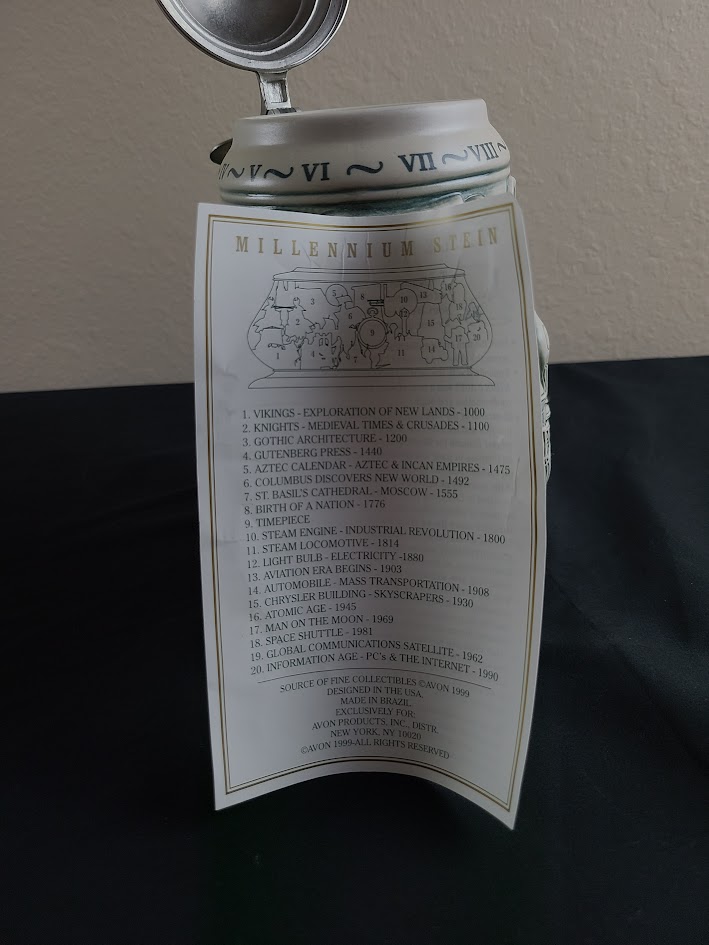 V ~ VI ~ VII ~ VIII ~
MILLENNIUM STEIN
1. VIKINGS - EXPLORATION OF NEW LANDS - 1000
2. KNIGHTS - MEDIEVAL TIMES & CRUSADES - 1100
3. GOTHIC ARCHITECTURE - 1200
4. GUTENBERG PRESS - 1440
5. AZTEC CALENDAR - AZTEC & INCAN EMPIRES - 1475
6. COLUMBUS DISCOVERS NEW WORLD - 1492
7. ST. BASIL'S CATHEDRAL - MOSCOW - 1555
8. BIRTH OF A NATION - 1776
9. TIMEPIECE
10. STEAM ENGINE - INDUSTRIAL REVOLUTION - 1800
11. STEAM LOCOMOTIVE - 1814
12. LIGHT BULB - ELECTRICITY -1880
13. AVIATION ERA BEGINS - 1903
14. AUTOMOBILE - MASS TRANSPORTATION - 1908
15. CHRYSLER BUILDING - SKYSCRAPERS - 1930
16. ATOMIC AGE - 1945
17. MAN ON THE MOON - 1969
18. SPACE SHUTTLE - 1981
19. GLOBAL COMMUNICATIONS SATELLITE - 1962
20. INFORMATION AGE - PC's & THE INTERNET - 1990
SOURCE OF FINE COLLECTIBLES ©AVON 1999
DESIGNED IN THE USA.
MADE IN BRAZIL.
EXCLUSIVELY FOR:
AVON PRODUCTS, INC., DISTR.
NEW YORK, NY 10020
©AVON 1999-ALL RIGHTS RESERVED